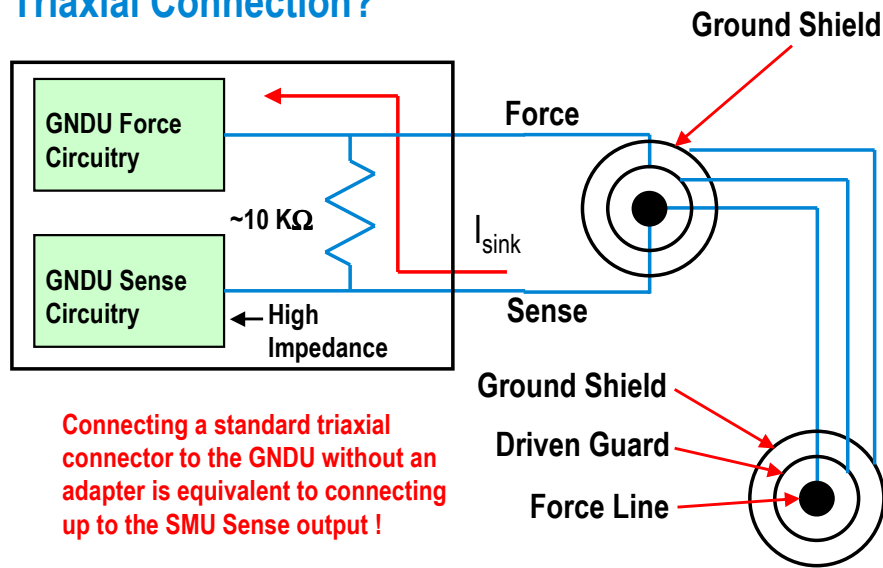 Triaxial Connection?
Ground Shield
GNDU Force
Circuitry
Force
~10 KΩ
Isink
GNDU Sense
Circuitry
High
Impedance
Sense
Ground Shield
Driven Guard
Force Line
Connecting a standard triaxial
connector to the GNDU without an
adapter is equivalent to connecting
up to the SMU Sense output !